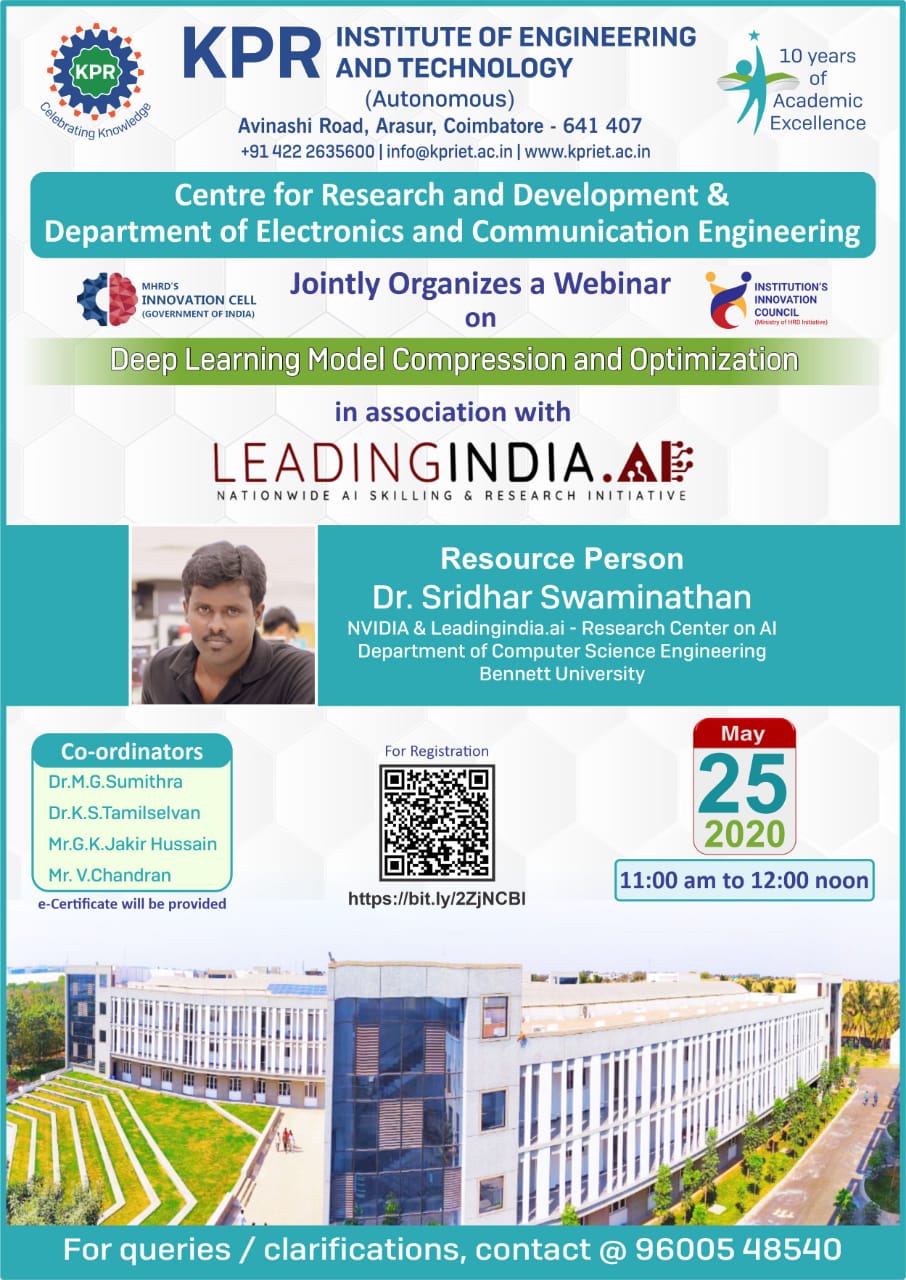 KPR
Celebrating Knowledge
KPR INSTITUTE OF ENGINEERING
AND TECHNOLOGY
(Autonomous)
Avinashi Road, Arasur, Coimbatore - 641 407
+91 422 2635600 | info@kpriet.ac.in | www.kpriet.ac.in
10 years
of
Academic
Excellence
Centre for Research and Development &
Department of Electronics and Communication Engineering
MHRD'S
INNOVATION CELL
(GOVERNMENT OF INDIA)
Jointly Organizes a Webinar
on
INSTITUTION'S
INNOVATION
COUNCIL
(Ministry of HRD Initiative)
Deep Learning Model Compression and Optimization
in association with
LEADINGINDIA.AI
NATIONWIDE AI SKILLING & RESEARCH INITIATIVE
Resource Person
Dr. Sridhar Swaminathan
NVIDIA & Leadingindia.ai - Research Center on AI
Department of Computer Science Engineering
Bennett University
Co-ordinators
Dr.M.G.Sumithra
Dr.K.S.Tamilselvan
Mr.G.K.Jakir Hussain
Mr. V.Chandran
e-Certificate will be provided
For Registration
https://bit.ly/2ZjNCBI
May
25
2020
11:00 am to 12:00 noon
For queries / clarifications, contact @ 96005 48540